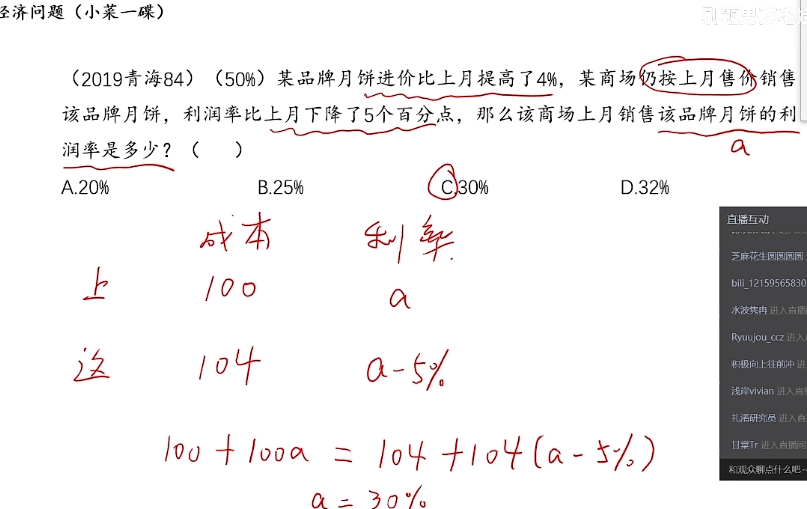 经济问题（小菜一碟）
（2019青海84）（50%）某品牌月饼进价比上月提高了4%，某商场仍按上月售价销售
该品牌月饼，利润率比上月下降了5个百分点，那么该商场上月销售该品牌月饼的利
润率是多少？（ ）
a
A.20% B.25% C.30% D.32%
成本 利率
上 100 a
这 104 a-5%
100+100a=104+104(a-5%)
a=30%
直播互动
芝麻花生圆圆圆圆
bili_12159565830
水波隽冉 进入直播
Ryuujou_ccz 进入
积极向上往前冲 进
浅岸vivian 进入直
扎諾研究员 进入直
甘棠Tr 进入直播间
和观众聊点什么吧~